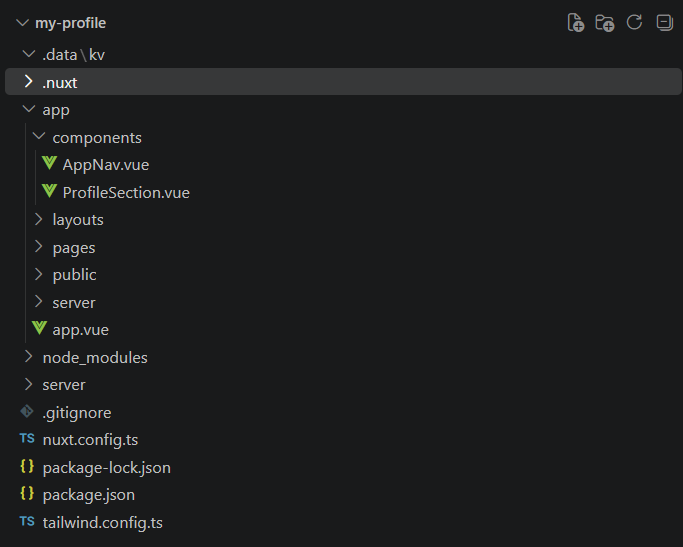 my-profile
.data\kv
.nuxt
app
components
AppNav.vue
ProfileSection.vue
layouts
pages
public
server
app.vue
node_modules
server
.gitignore
TS nuxt.config.ts
{} package-lock.json
{} package.json
TS tailwind.config.ts